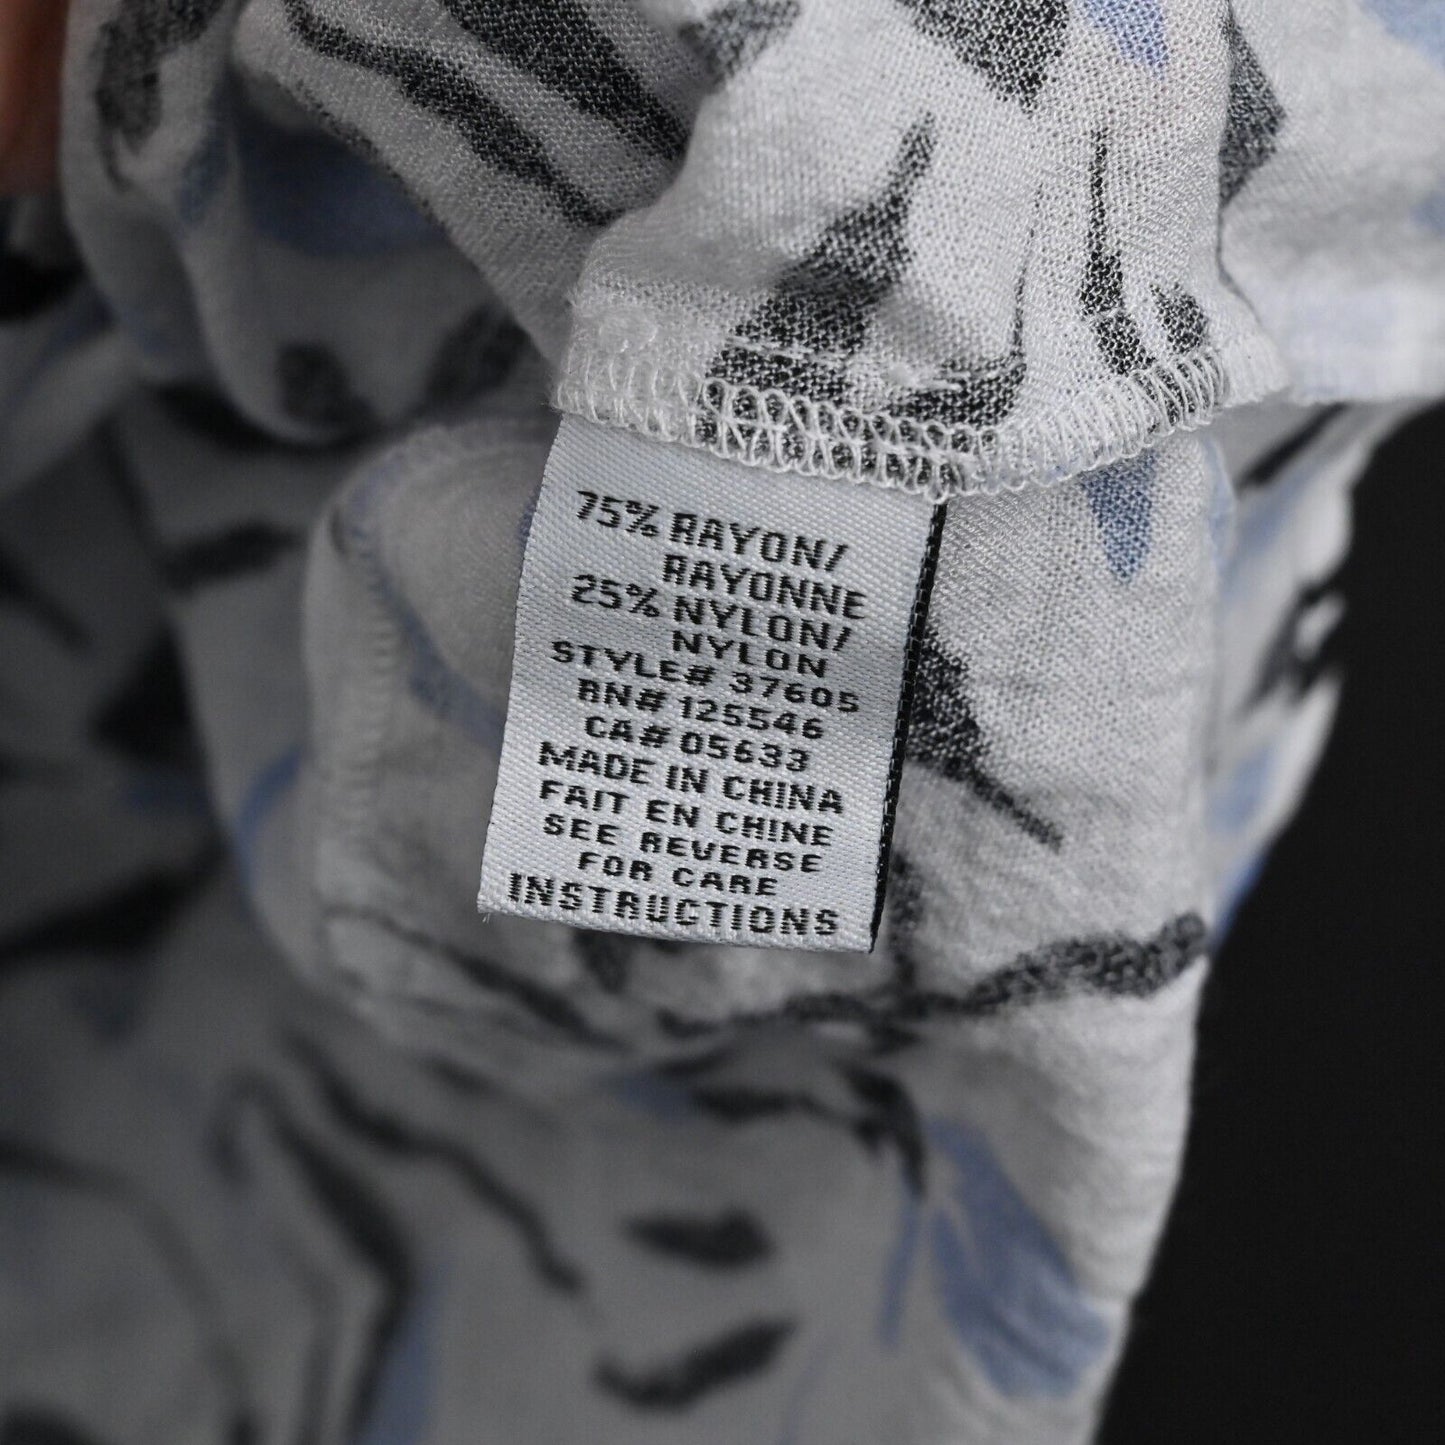 75% RAYON/
RAYONNE
25% NYLON/
NYLON
STYLE# 37605
RN# 125546
CA# 05633
MADE IN CHINA
FAIT EN CHINE
SEE REVERSE
FOR CARE
INSTRUCTIONS